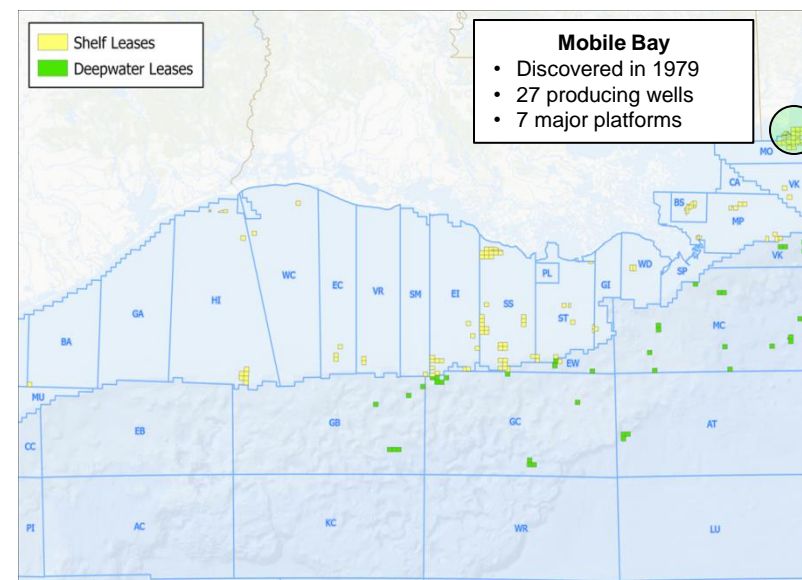 Shelf Leases
Deepwater Leases
Mobile Bay
• Discovered in 1979
• 27 producing wells
• 7 major platforms
MO
CA
VK
BS
MP
WC
EC
VR
SM
EI
SS
PL
ST
GI
WD
SP
VK
HI
GA
BA
MC
EW
MU
CC
EB
GB
GC
AT
PI
AC
KC
WR
LU